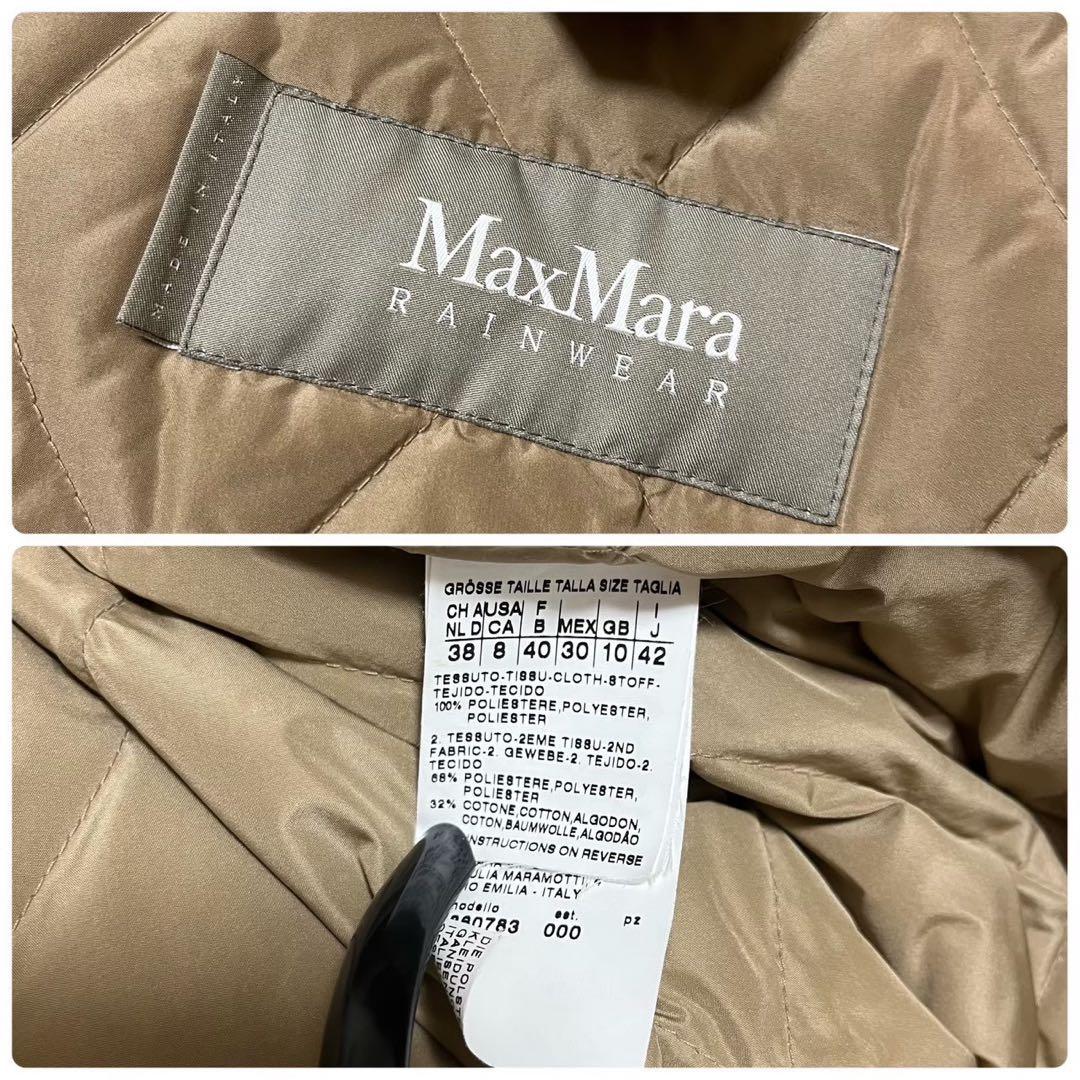 MADE IN ITALY
MaxMara
RAINWEAR
GRÖSSE TAILLE TALLA SIZE TAGLIA
CH A USA F I
NL D CA B MEX GB J
38 8 40 30 10 42
TESSUTO-TISSU-CLOTH-STOFF-
TEJIDO-TECIDO
100% POLIESTERE,POLYESTER,
POLIESTER
2. TESSUTO-2EME TISSU-2ND
FABRIC-2. GEWEBE-2. TEJIDO-2.
TECIDO
68% POLIESTERE,POLYESTER,
POLIESTER
32% COTONE,COTTON,ALGODON,
COTON,BAUMWOLLE,ALGODÃO
INSTRUCTIONS ON REVERSE
MARAMOTTI,
EMILIA - ITALY
modello est. pz
000